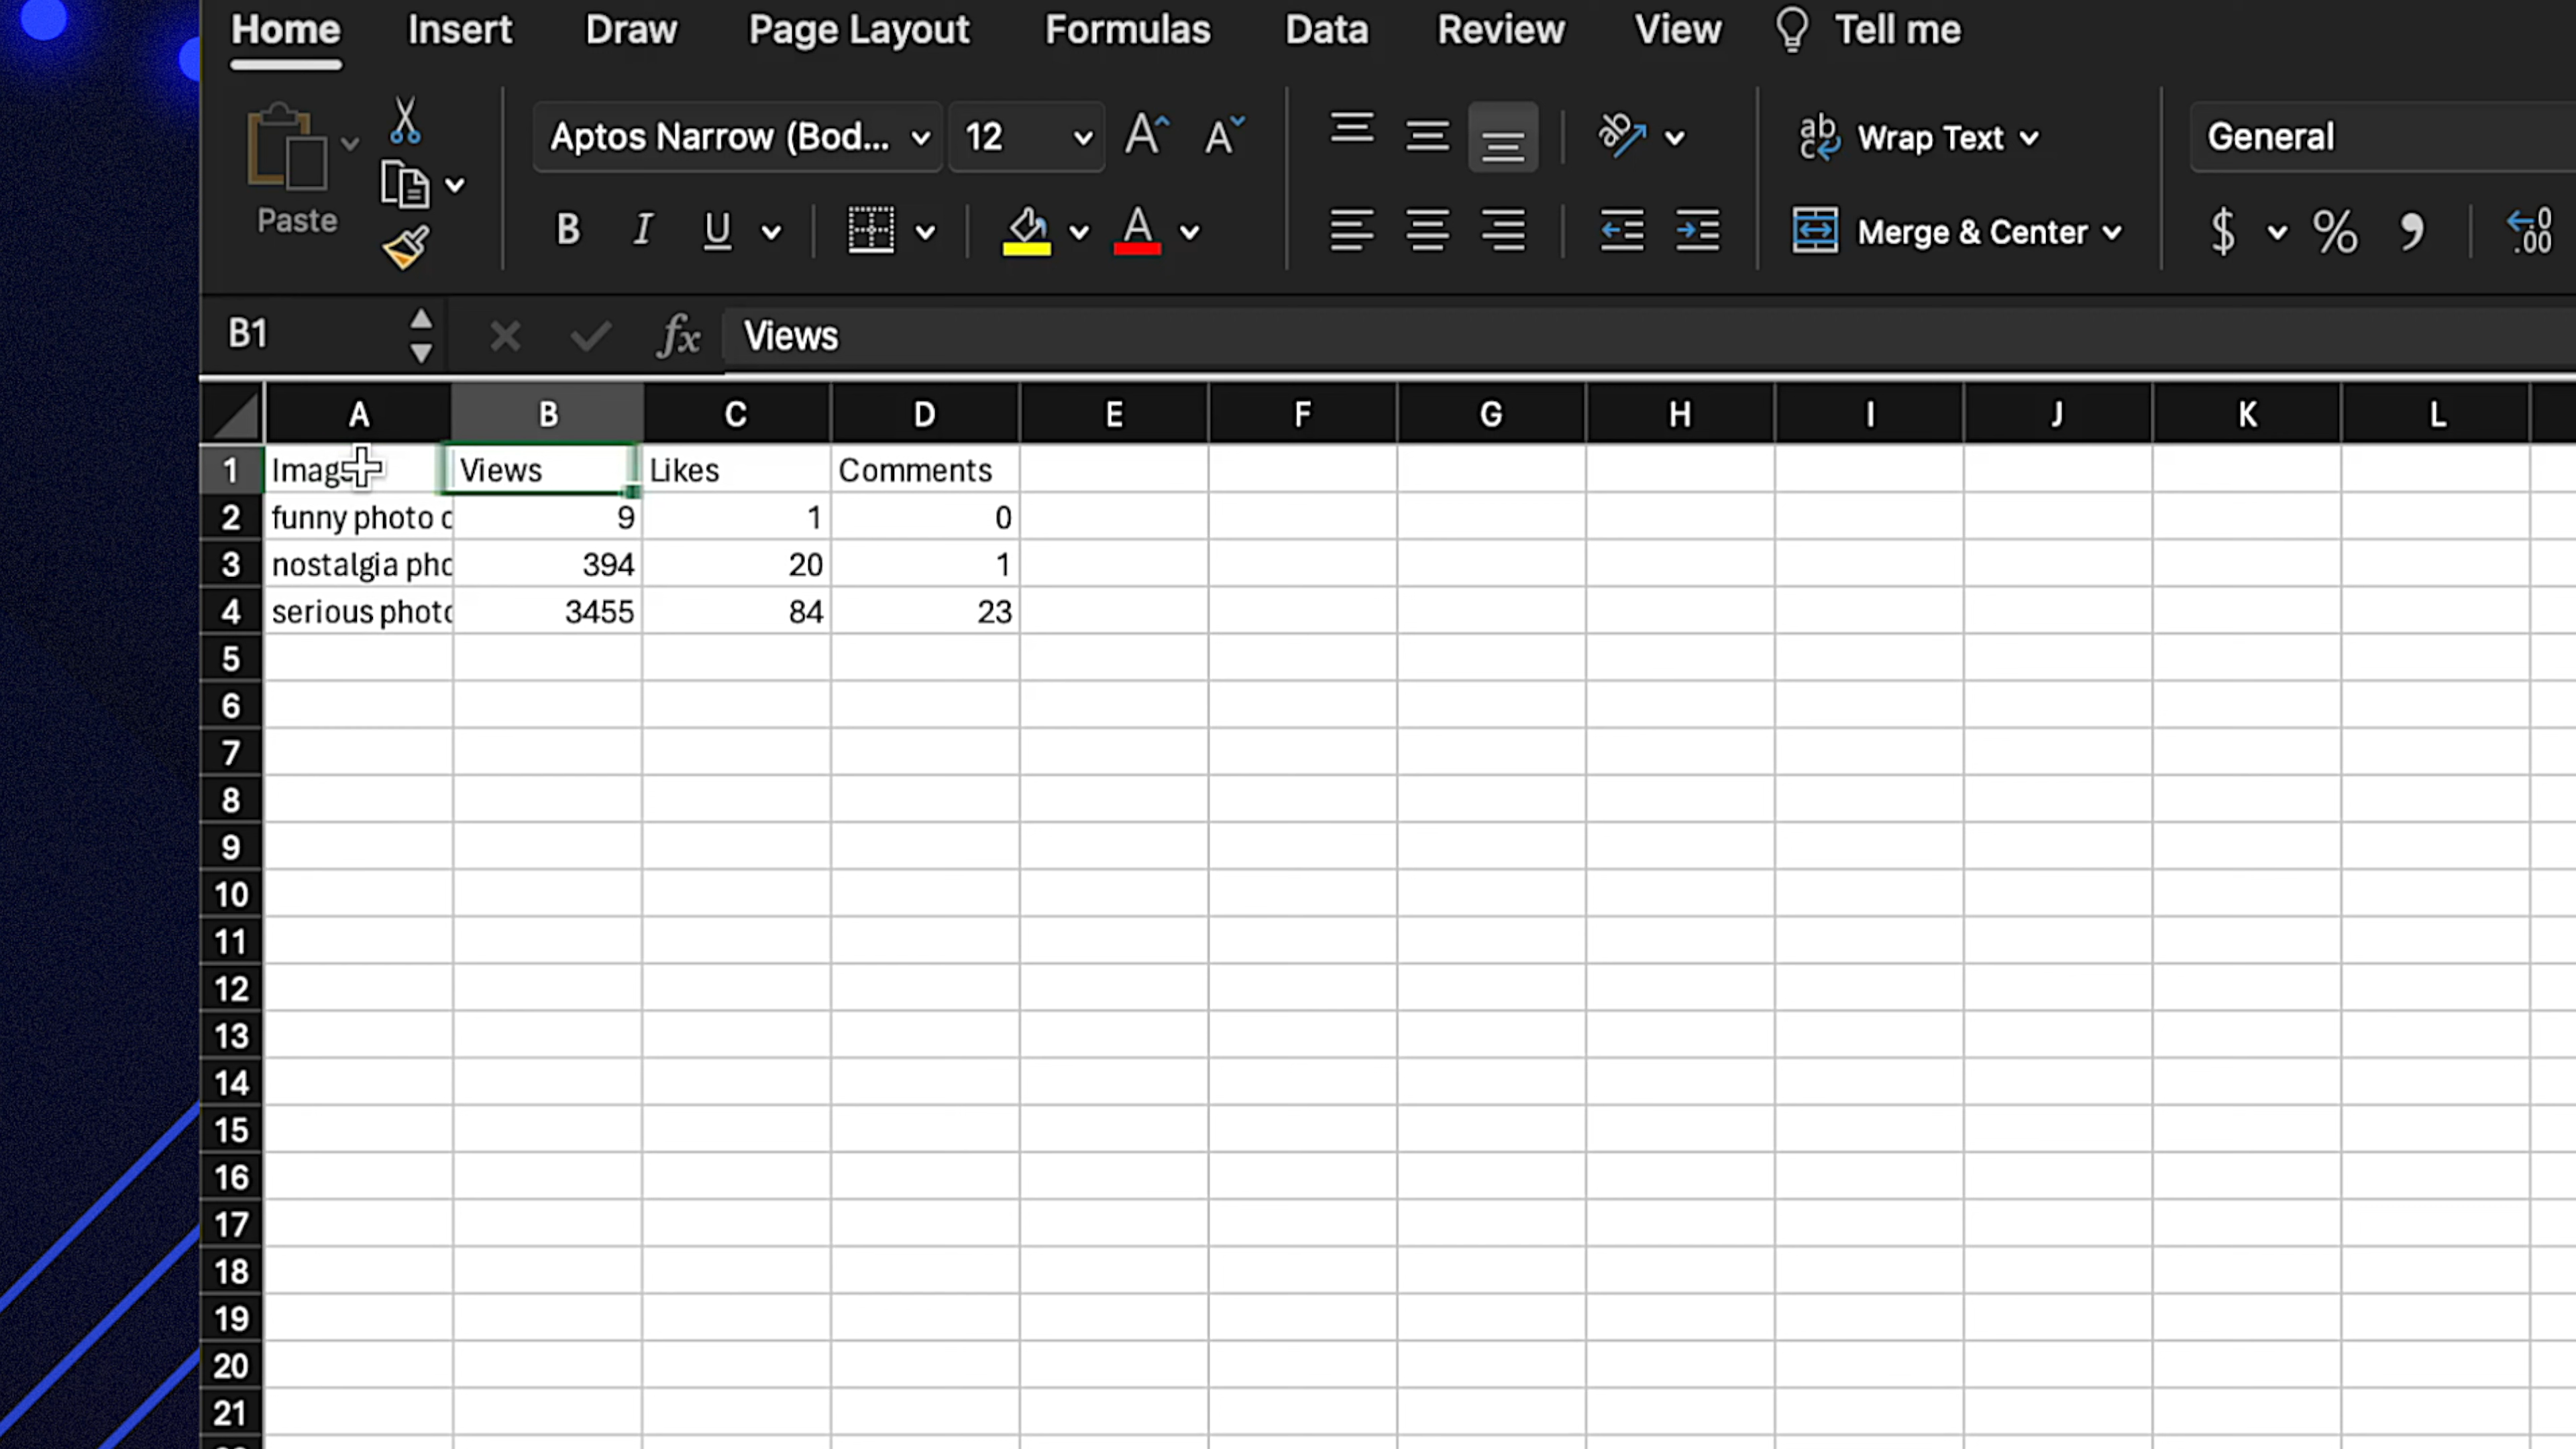 Home Insert Draw Page Layout Formulas Data Review View Tell me
Paste
Aptos Narrow (Bod... 12
Wrap Text
General
B I U
Merge & Center
$ %
B1 fx Views
A B C D E F G H I J K L
1 Image Views Likes Comments
2 funny photo 9 1 0
3 nostalgia pho 394 20 1
4 serious photo 3455 84 23
5
6
7
8
9
10
11
12
13
14
15
16
17
18
19
20
21